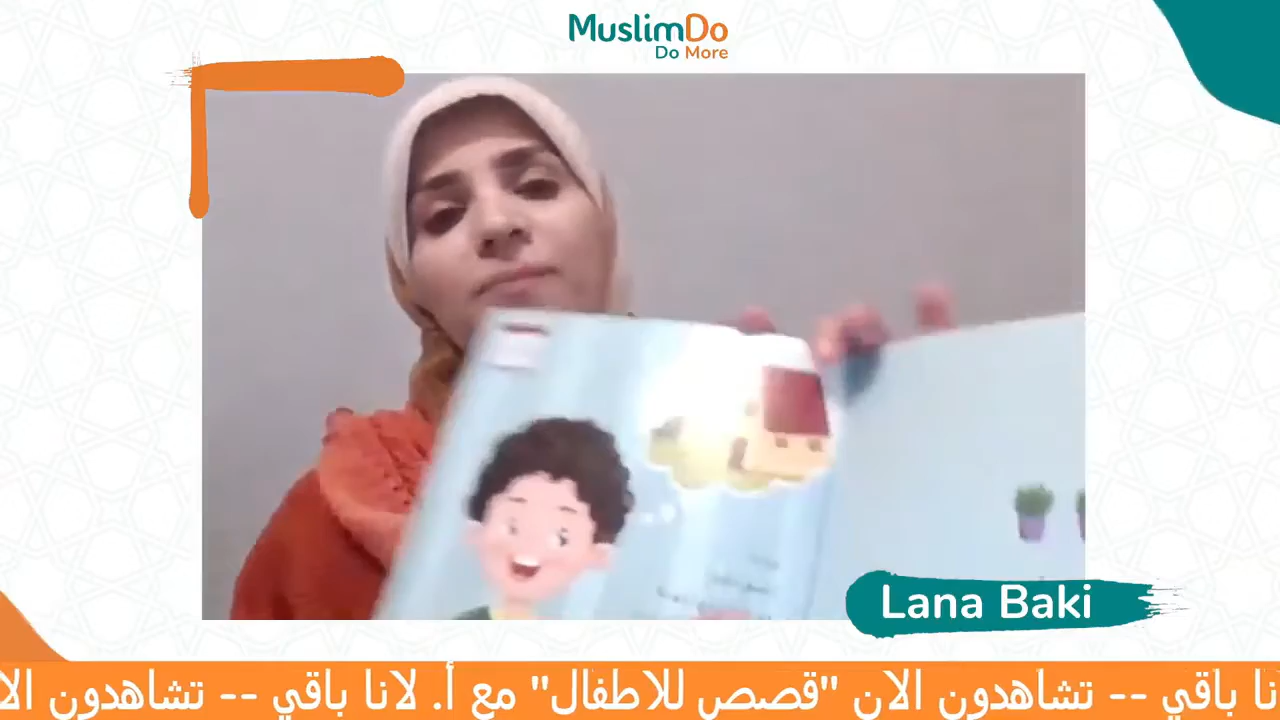 MuslimDo
Do More
Lana Baki
نا باقي -- تشاهدون الان "قصص للاطفال" مع أ. لانا باقي -- تشاهدون الا